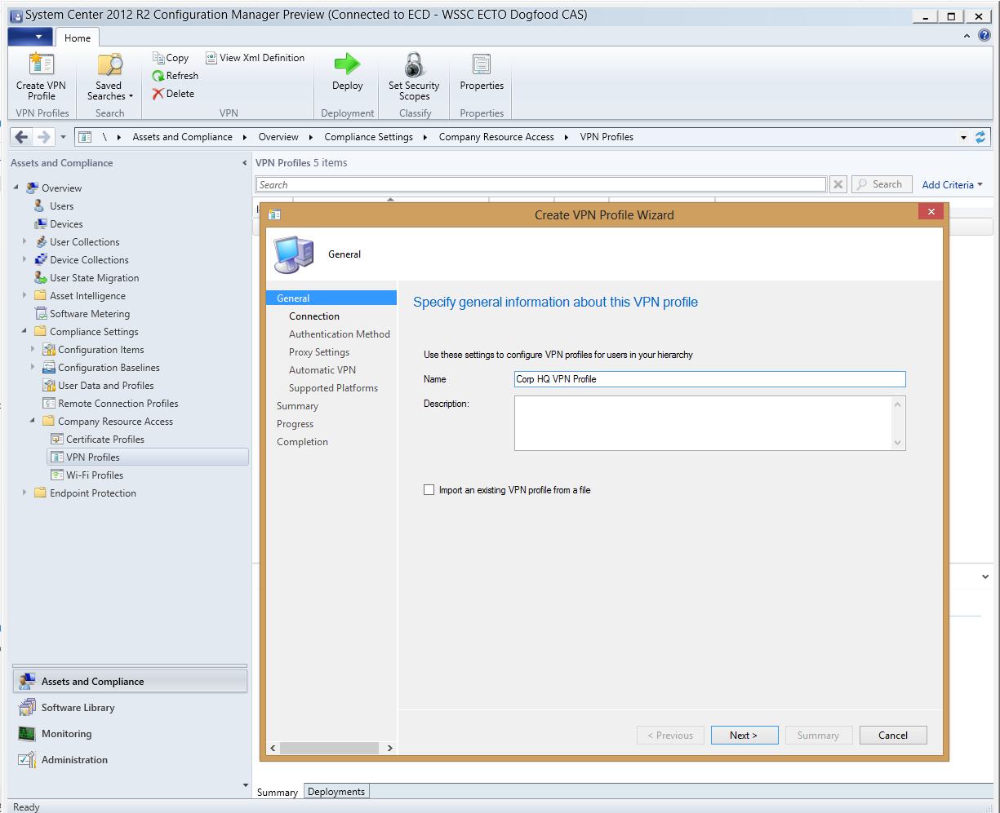 System Center 2012 R2 Configuration Manager Preview (Connected to ECD - WSSC ECTO Dogfood CAS)
Home
Create VPN Profile
Saved Searches
Copy
Refresh
Delete
View Xml Definition
Deploy
Set Security Scopes
Properties
VPN Profiles
Search
VPN
Deployment
Classify
Properties
\ Assets and Compliance Overview Compliance Settings Company Resource Access VPN Profiles
Assets and Compliance
Overview
Users
Devices
User Collections
Device Collections
User State Migration
Asset Intelligence
Software Metering
Compliance Settings
Configuration Items
Configuration Baselines
User Data and Profiles
Remote Connection Profiles
Company Resource Access
Certificate Profiles
VPN Profiles
Wi-Fi Profiles
Endpoint Protection
Assets and Compliance
Software Library
Monitoring
Administration
VPN Profiles 5 items
Search
Search
Add Criteria
Create VPN Profile Wizard
General
General
Connection
Authentication Method
Proxy Settings
Automatic VPN
Supported Platforms
Summary
Progress
Completion
Specify general information about this VPN profile
Use these settings to configure VPN profiles for users in your hierarchy
Name
Corp HQ VPN Profile
Description:
Import an existing VPN profile from a file
< Previous
Next >
Summary
Cancel
Summary
Deployments
Ready